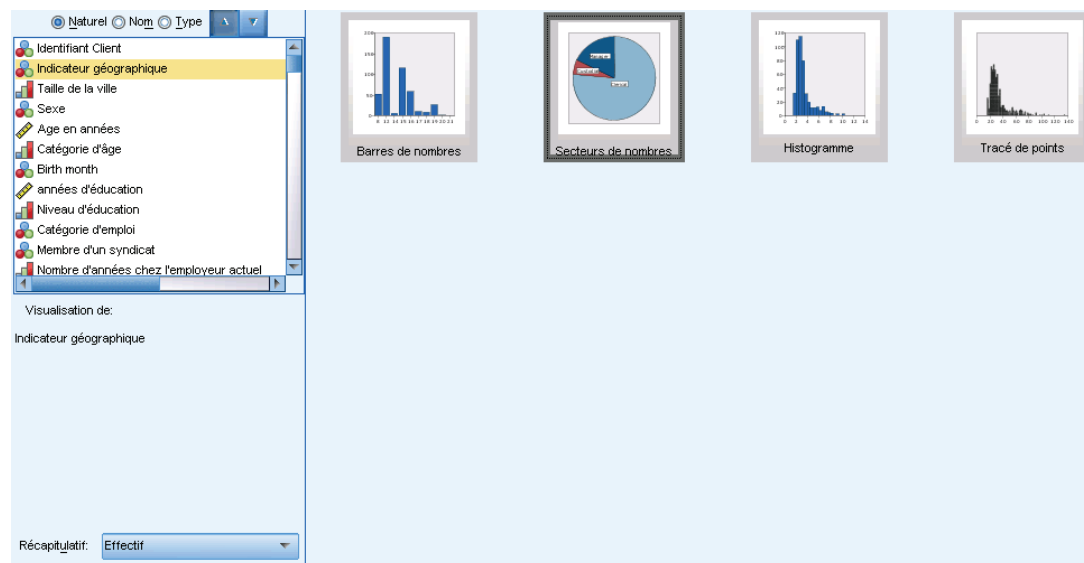 Naturel Nom Type
Identifiant Client
Indicateur géographique
Taille de la ville
Sexe
Age en années
Catégorie d'âge
Birth month
années d'éducation
Niveau d'éducation
Catégorie d'emploi
Membre d'un syndicat
Nombre d'années chez l'employeur actuel
Visualisation de:
Indicateur géographique
Récapitulatif: Effectif
Barres de nombres
Secteurs de nombres
Histogramme
Tracé de points